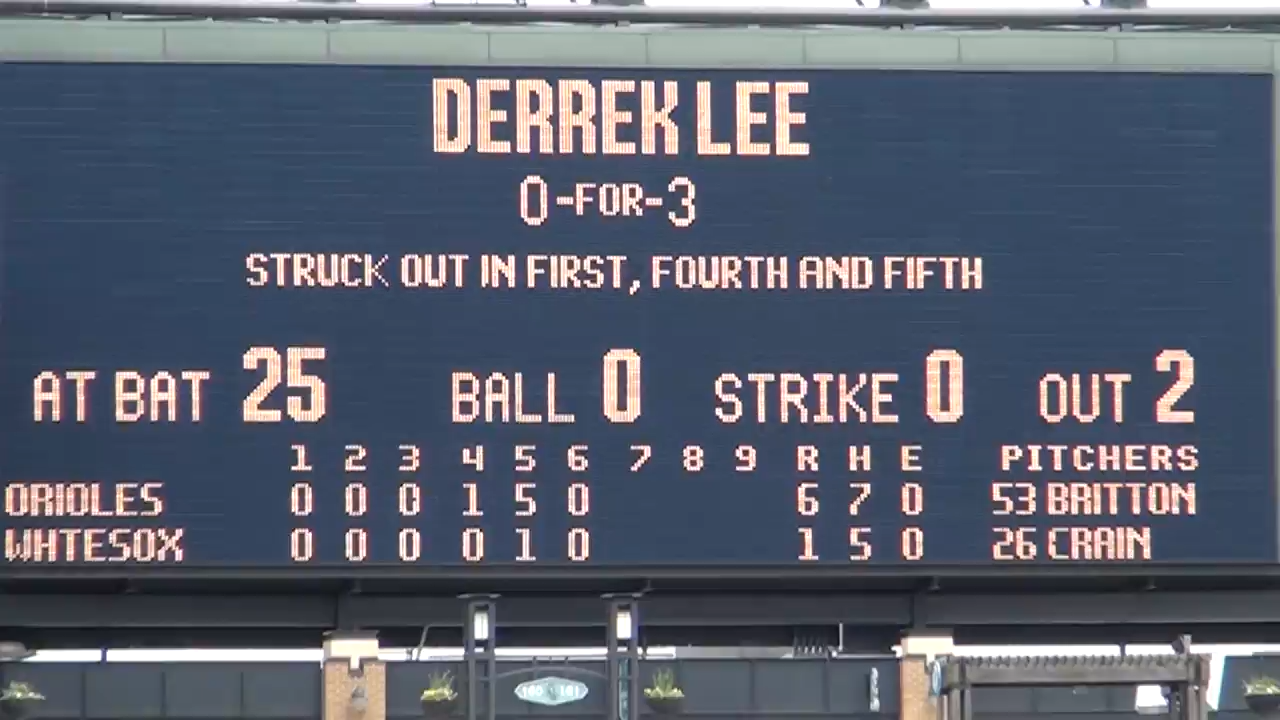 DERREK LEE
0-FOR-3
STRUCK OUT IN FIRST, FOURTH AND FIFTH
AT BAT 25 BALL 0 STRIKE 0 OUT 2
1 2 3 4 5 6 7 8 9 R H E PITCHERS
ORIOLES 0 0 0 1 5 0 6 7 0 53 BRITTON
WHTESOX 0 0 0 0 1 0 1 5 0 26 CRAIN